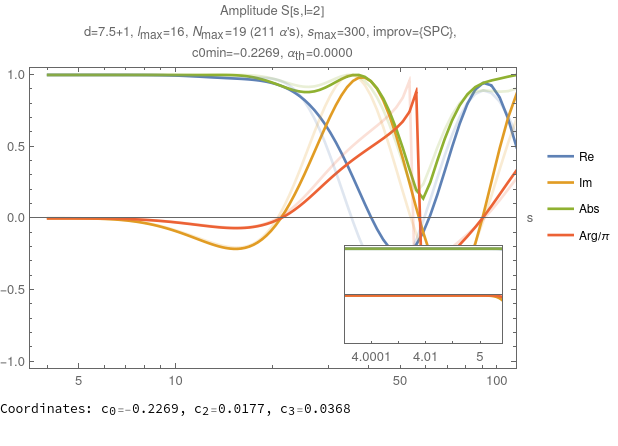 Amplitude S[s,l=2]
d=7.5+1, lmax=16, Nmax=19 (211 α's), smax=300, improv={SPC},
c0min=-0.2269, αth=0.0000
1.0
0.5
0.0
-0.5
-1.0
s
Re
Im
Abs
Arg/π
4.0001 4.01 5
5 10 50 100
Coordinates: c0=-0.2269, c2=0.0177, c3=0.0368